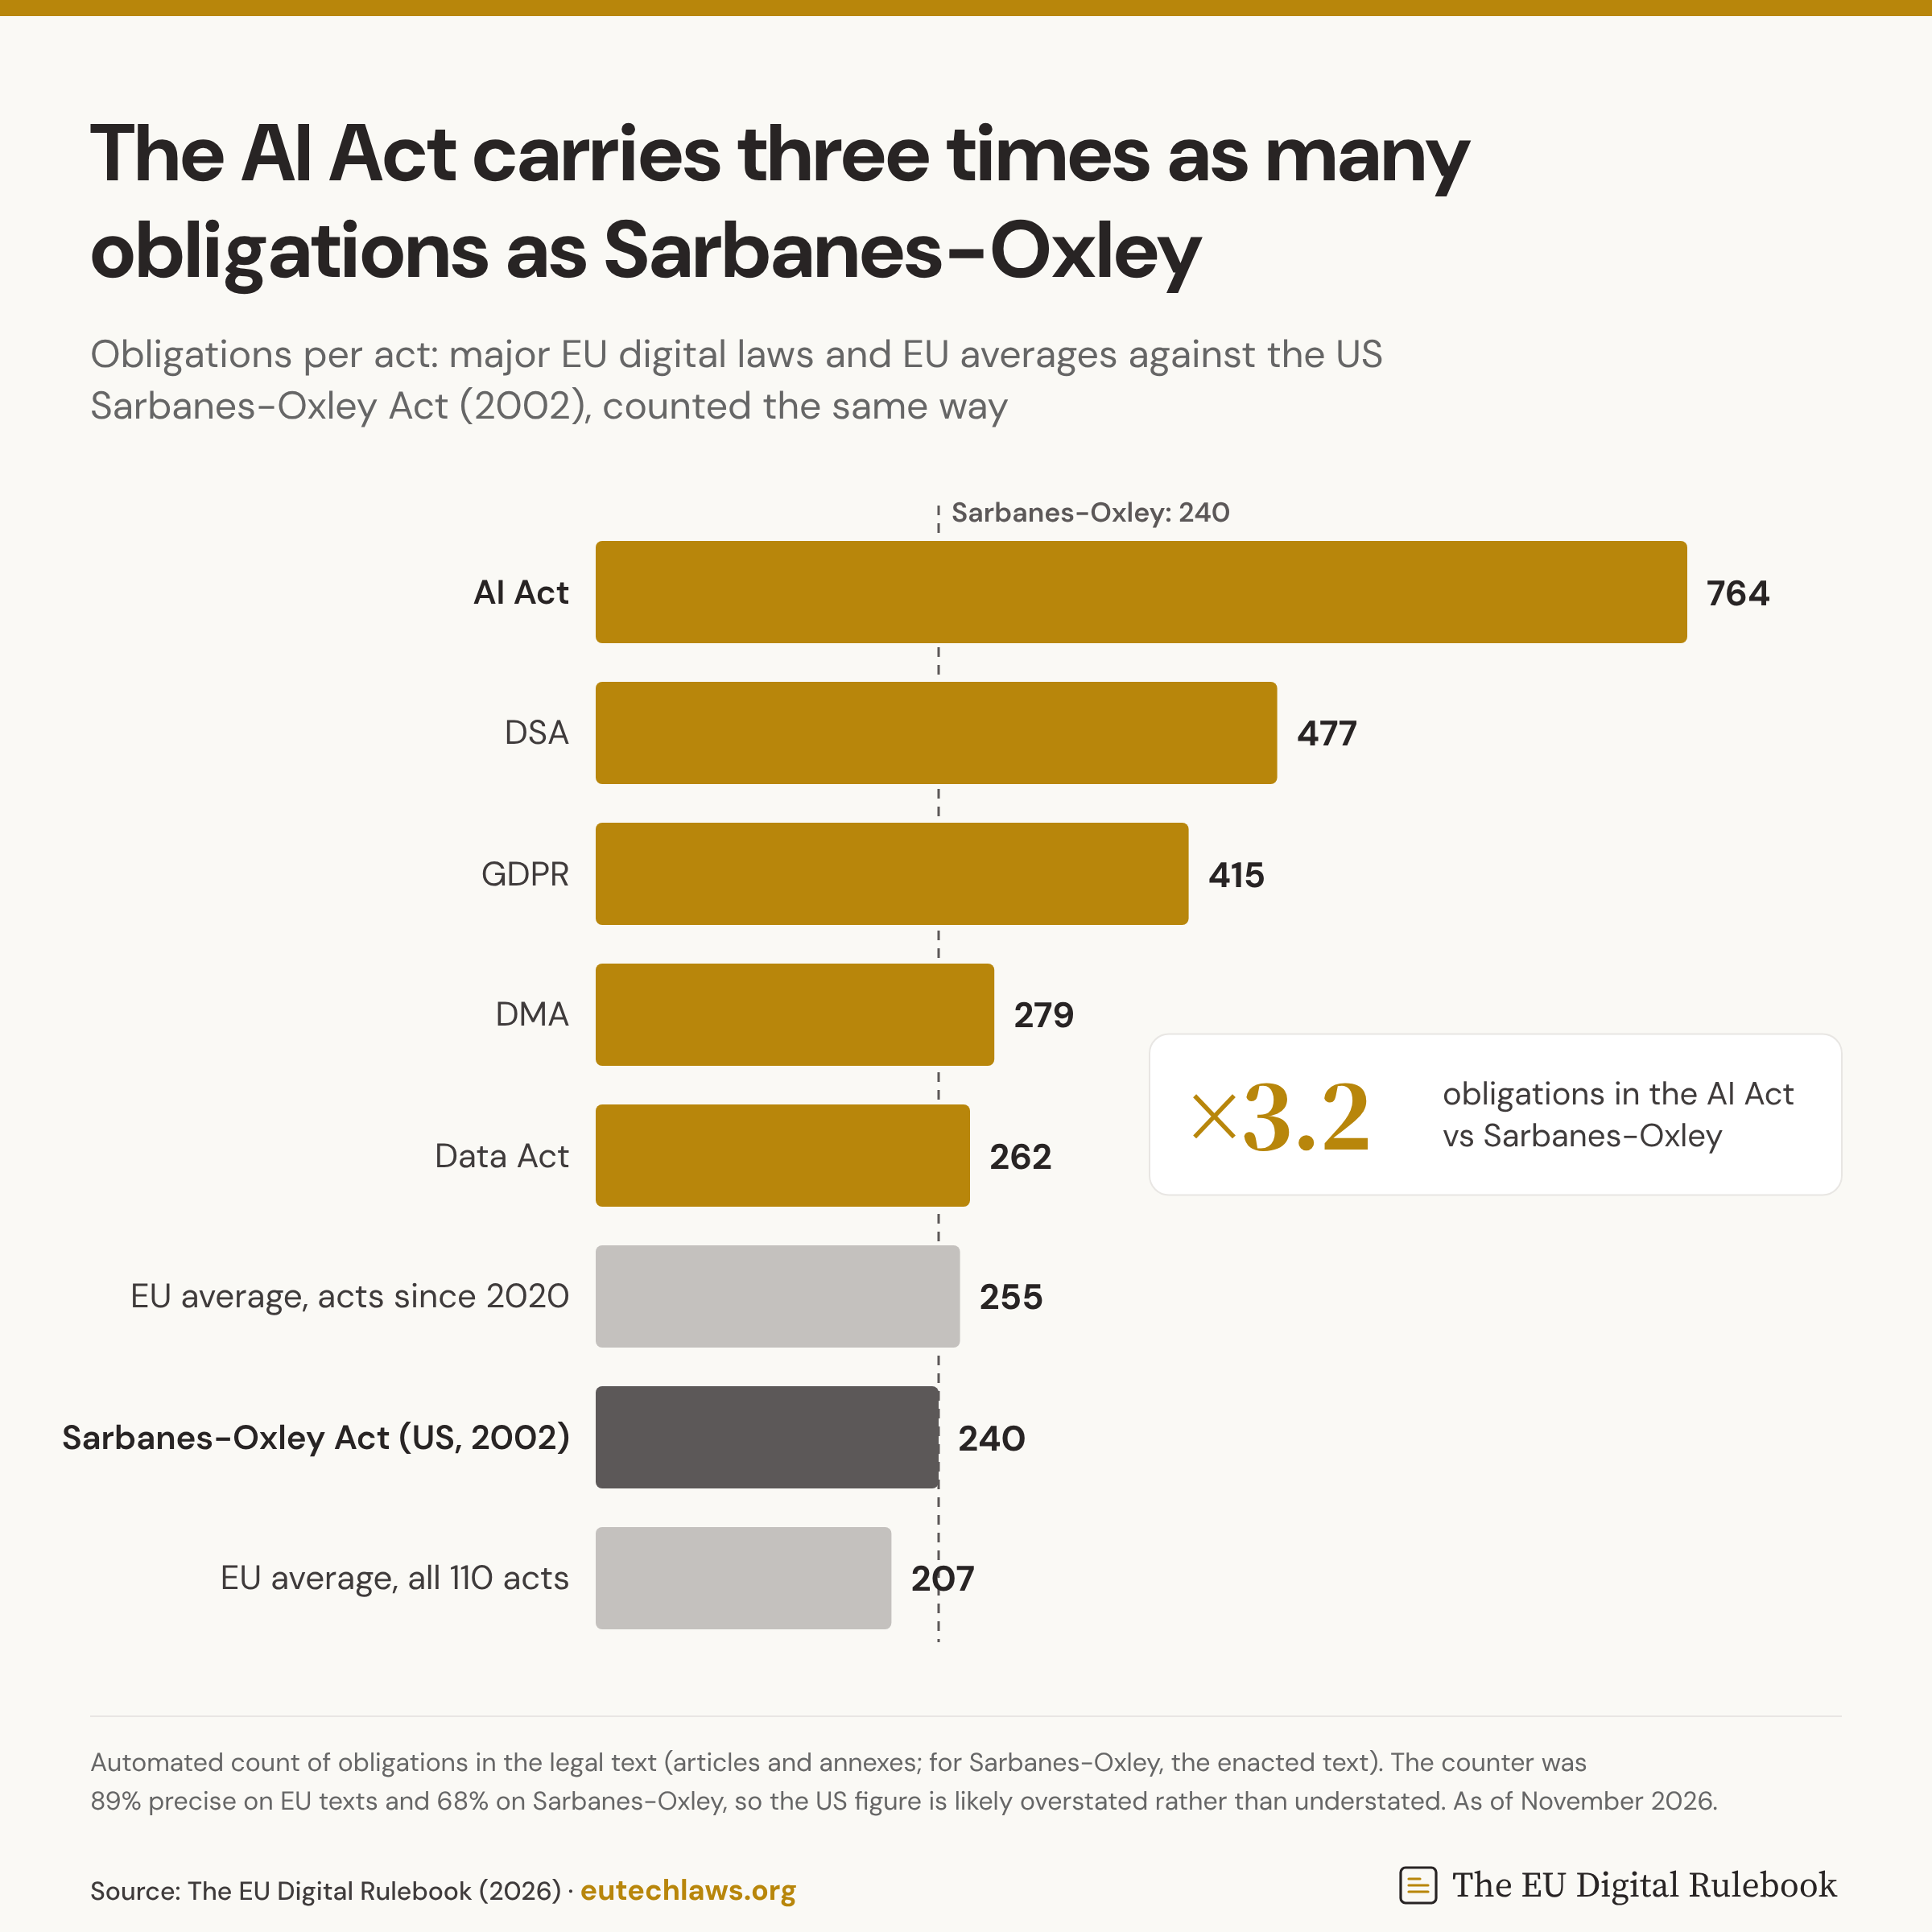 The AI Act carries three times as many
obligations as Sarbanes-Oxley
Obligations per act: major EU digital laws and EU averages against the US
Sarbanes-Oxley Act (2002), counted the same way
Sarbanes-Oxley: 240
AI Act 764
DSA 477
GDPR 415
DMA 279
Data Act 262
×3.2 obligations in the AI Act
vs Sarbanes-Oxley
EU average, acts since 2020 255
Sarbanes-Oxley Act (US, 2002) 240
EU average, all 110 acts 207
Automated count of obligations in the legal text (articles and annexes; for Sarbanes-Oxley, the enacted text). The counter was
89% precise on EU texts and 68% on Sarbanes-Oxley, so the US figure is likely overstated rather than understated. As of November 2026.
Source: The EU Digital Rulebook (2026) · eutechlaws.org
The EU Digital Rulebook